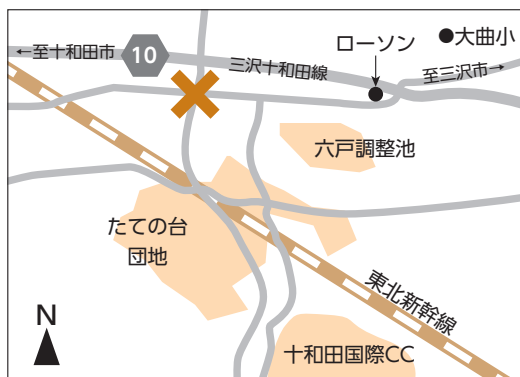 ←至十和田市
10
三沢十和田線
ローソン
●大曲小
至三沢市→
六戸調整池
たての台
団地
東北新幹線
十和田国際CC
N